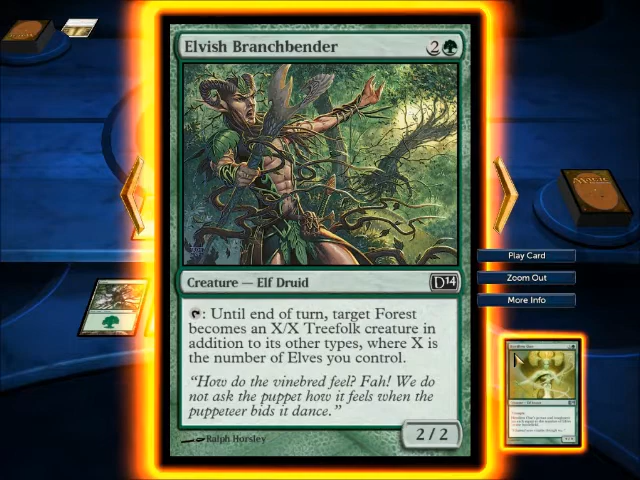 Elvish Branchbender
2
Creature — Elf Druid
D14
: Until end of turn, target Forest
becomes an X/X Treefolk creature in
addition to its other types, where X is
the number of Elves you control.
“How do the vinebred feel? Fah! We do
not ask the puppet how it feels when the
puppeteer bids it dance.”
Ralph Horsley
2/2
Play Card
Zoom Out
More Info